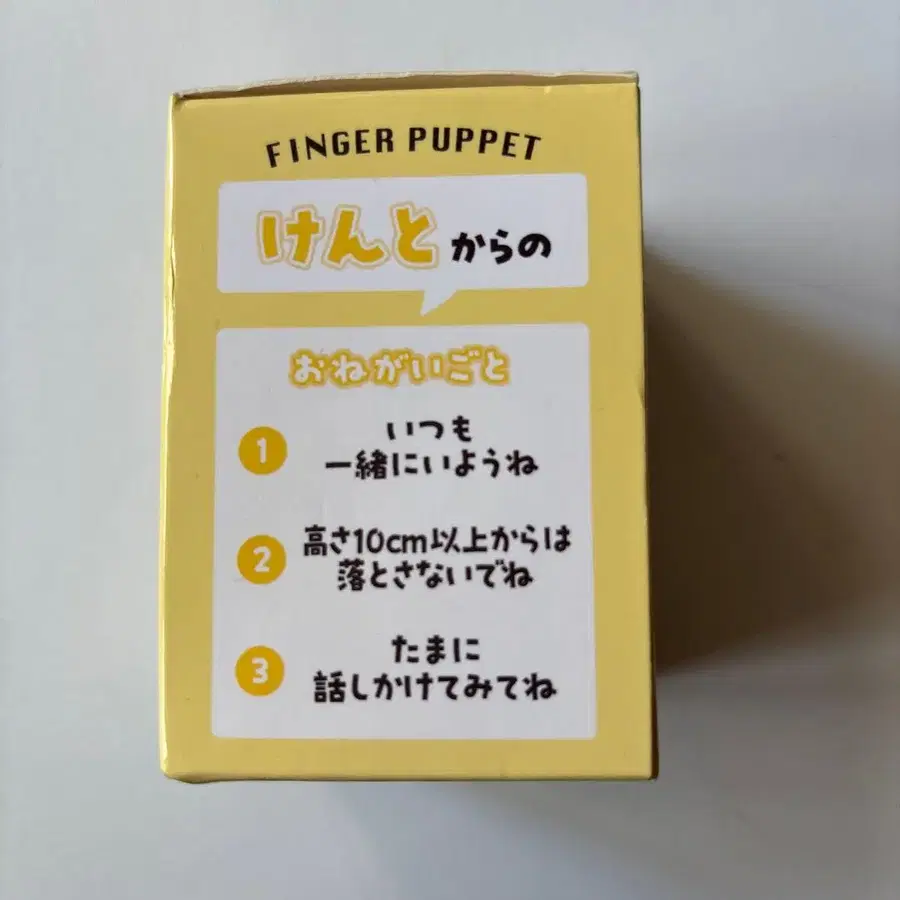 FINGER PUPPET
けんとからの
おねがいごと
1 いつも
一緒にいようね
2 高さ10cm以上からは
落とさないでね
3 たまに
話しかけてみてね